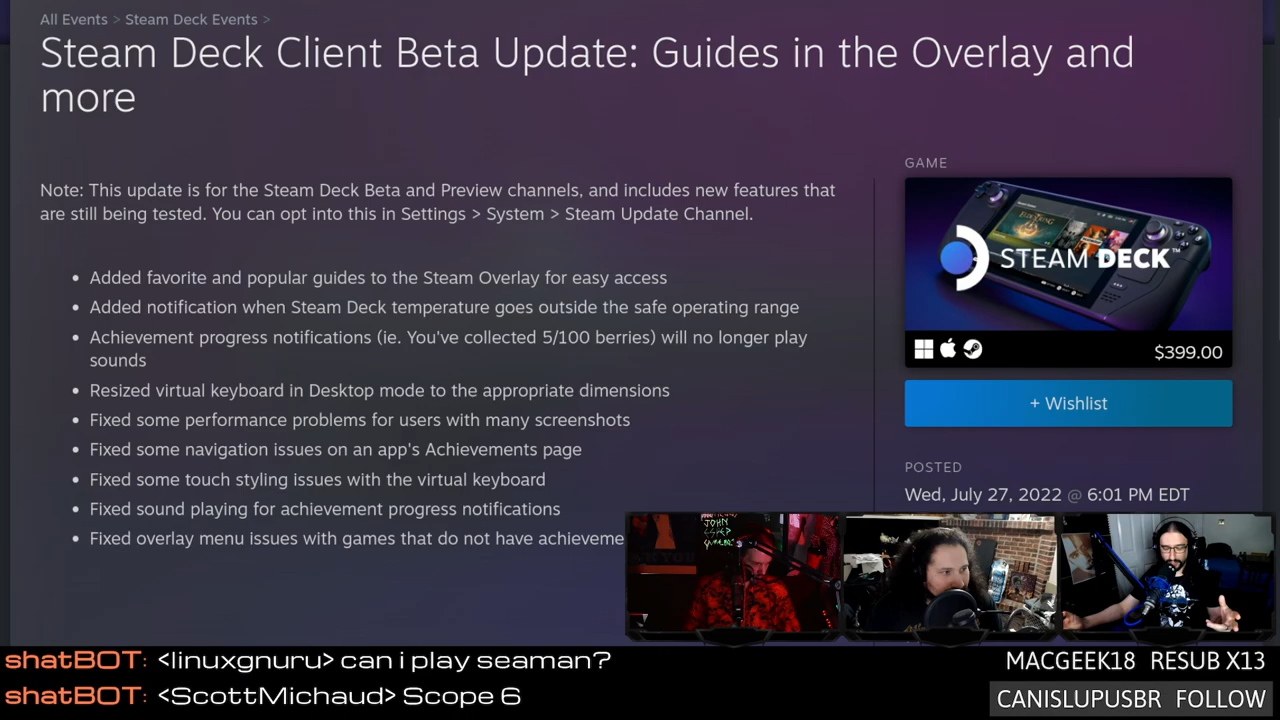 All Events > Steam Deck Events >
Steam Deck Client Beta Update: Guides in the Overlay and
more
Note: This update is for the Steam Deck Beta and Preview channels, and includes new features that
are still being tested. You can opt into this in Settings > System > Steam Update Channel.
• Added favorite and popular guides to the Steam Overlay for easy access
• Added notification when Steam Deck temperature goes outside the safe operating range
• Achievement progress notifications (ie. You've collected 5/100 berries) will no longer play
sounds
• Resized virtual keyboard in Desktop mode to the appropriate dimensions
• Fixed some performance problems for users with many screenshots
• Fixed some navigation issues on an app's Achievements page
• Fixed some touch styling issues with the virtual keyboard
• Fixed sound playing for achievement progress notifications
• Fixed overlay menu issues with games that do not have achieveme
GAME
STEAM DECK™
$399.00
+ Wishlist
POSTED
Wed, July 27, 2022 @ 6:01 PM EDT
JOHN
shatBOT: <linuxgnuru> can i play seaman?
shatBOT: <ScottMichaud> Scope 6
MACGEEK18 RESUB X13
CANISLUPUSBR FOLLOW